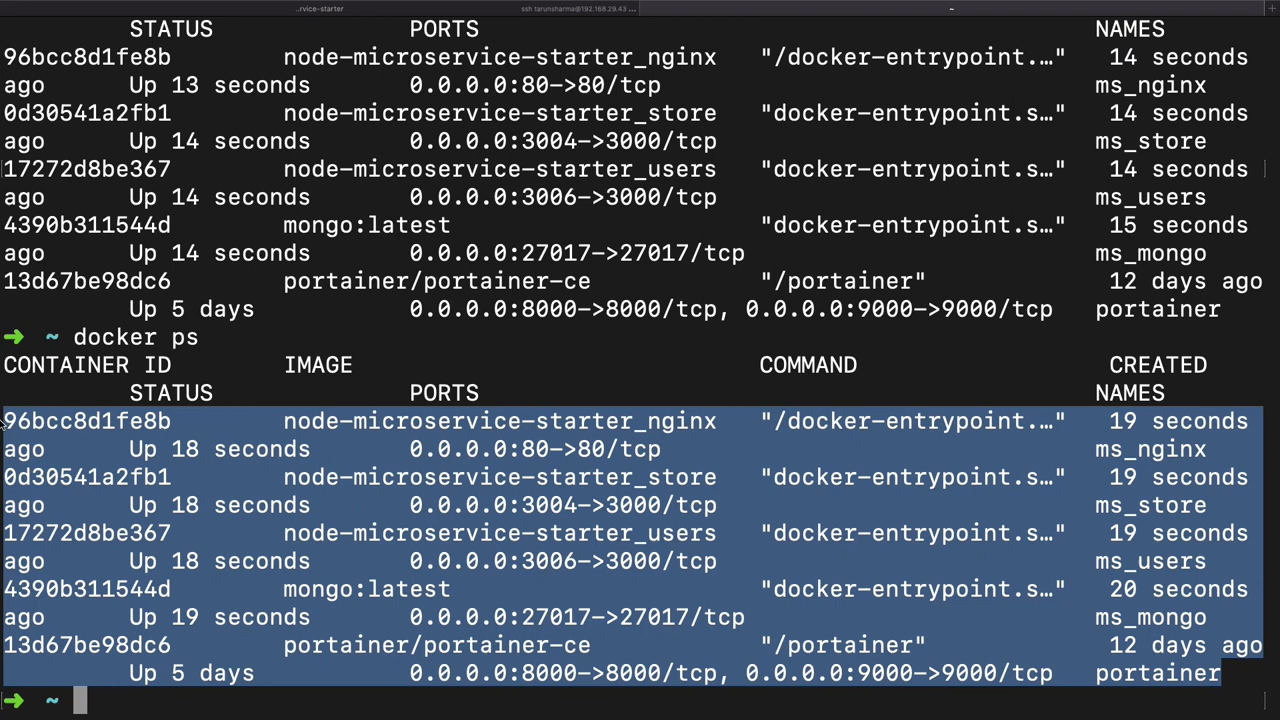 ..rvice-starter ssh tarunsharma@192.168.29.43 ... ~
STATUS PORTS NAMES
96bcc8d1fe8b node-microservice-starter_nginx "/docker-entrypoint.…" 14 seconds
ago Up 13 seconds 0.0.0.0:80->80/tcp ms_nginx
0d30541a2fb1 node-microservice-starter_store "docker-entrypoint.s…" 14 seconds
ago Up 14 seconds 0.0.0.0:3004->3000/tcp ms_store
17272d8be367 node-microservice-starter_users "docker-entrypoint.s…" 14 seconds
ago Up 14 seconds 0.0.0.0:3006->3000/tcp ms_users
4390b311544d mongo:latest "docker-entrypoint.s…" 15 seconds
ago Up 14 seconds 0.0.0.0:27017->27017/tcp ms_mongo
13d67be98dc6 portainer/portainer-ce "/portainer" 12 days ago
Up 5 days 0.0.0.0:8000->8000/tcp, 0.0.0.0:9000->9000/tcp portainer
➜ ~ docker ps
CONTAINER ID IMAGE COMMAND CREATED
STATUS PORTS NAMES
96bcc8d1fe8b node-microservice-starter_nginx "/docker-entrypoint.…" 19 seconds
ago Up 18 seconds 0.0.0.0:80->80/tcp ms_nginx
0d30541a2fb1 node-microservice-starter_store "docker-entrypoint.s…" 19 seconds
ago Up 18 seconds 0.0.0.0:3004->3000/tcp ms_store
17272d8be367 node-microservice-starter_users "docker-entrypoint.s…" 19 seconds
ago Up 18 seconds 0.0.0.0:3006->3000/tcp ms_users
4390b311544d mongo:latest "docker-entrypoint.s…" 20 seconds
ago Up 19 seconds 0.0.0.0:27017->27017/tcp ms_mongo
13d67be98dc6 portainer/portainer-ce "/portainer" 12 days ago
Up 5 days 0.0.0.0:8000->8000/tcp, 0.0.0.0:9000->9000/tcp portainer
➜ ~